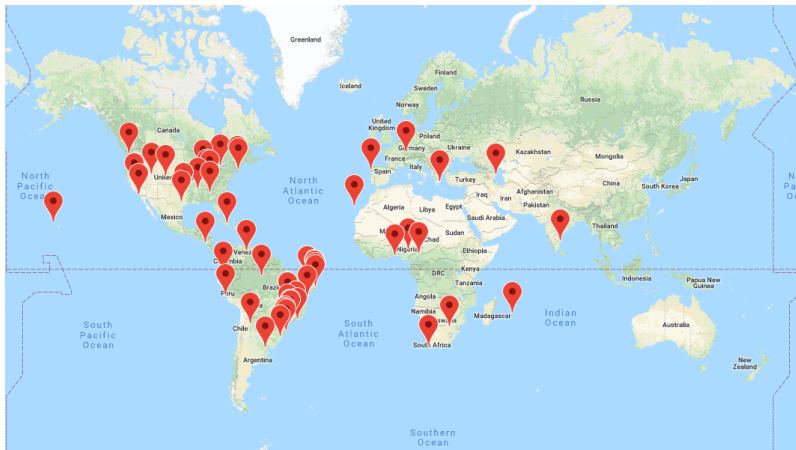 Greenland
Iceland
Finland
Sweden
Norway
Russia
Canada
United
Kingdom
Poland
Germany
Ukraine
Kazakhstan
Mongolia
France
Italy
Spain
Turkey
North
Pacific
Ocean
United
North
Atlantic
Ocean
Iraq
Iran
Afghanistan
Pakistan
China
South Korea
Japan
Mexico
Algeria
Libya
Egypt
Saudi Arabia
Chad
Sudan
Nigeria
Ethiopia
Thailand
Venez
Colombia
DRC
Kenya
Tanzania
Indonesia
Papua New
Guinea
Peru
Brazil
Angola
Namibia
Madagascar
Indian
Ocean
South
Pacific
Ocean
Chile
South
Atlantic
Ocean
South Africa
Australia
Argentina
New
Zealand
Southern
Ocean